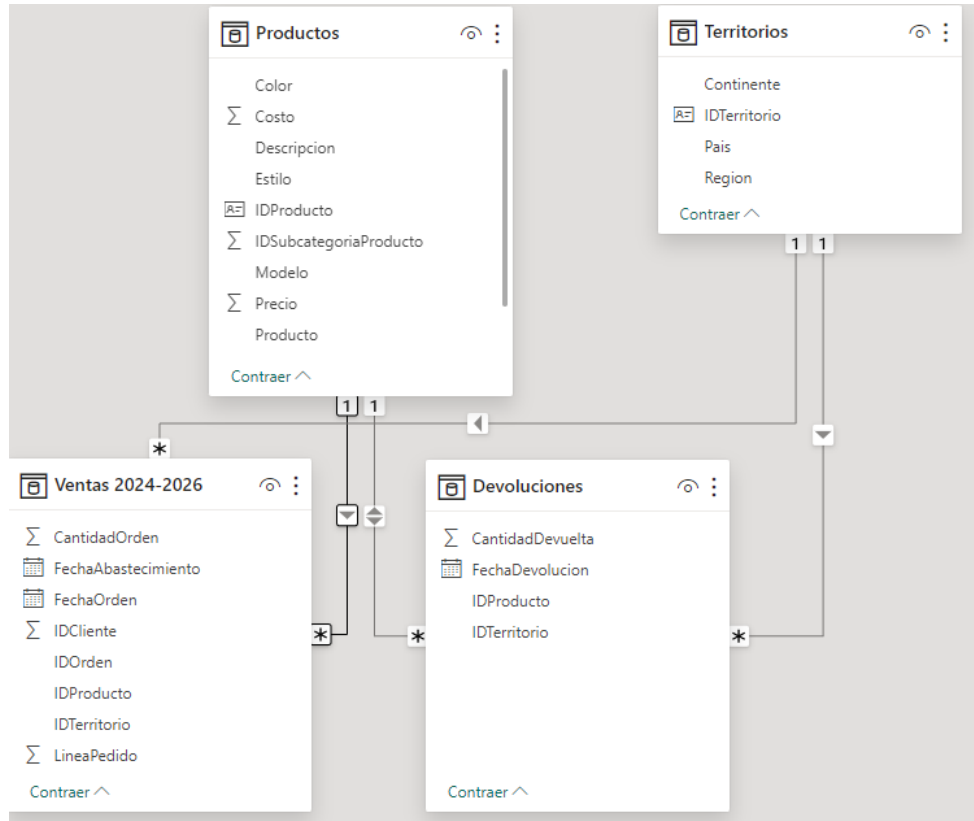 Productos
Color
Costo
Descripcion
Estilo
IDProducto
IDSubcategoriaProducto
Modelo
Precio
Producto
Contraer
Territorios
Continente
IDTerritorio
Pais
Region
Contraer
1 1
1 1
*
Ventas 2024-2026
CantidadOrden
FechaAbastecimiento
FechaOrden
IDCliente
IDOrden
IDProducto
IDTerritorio
LineaPedido
Contraer
*
Devoluciones
CantidadDevuelta
FechaDevolucion
IDProducto
IDTerritorio
Contraer
*
*